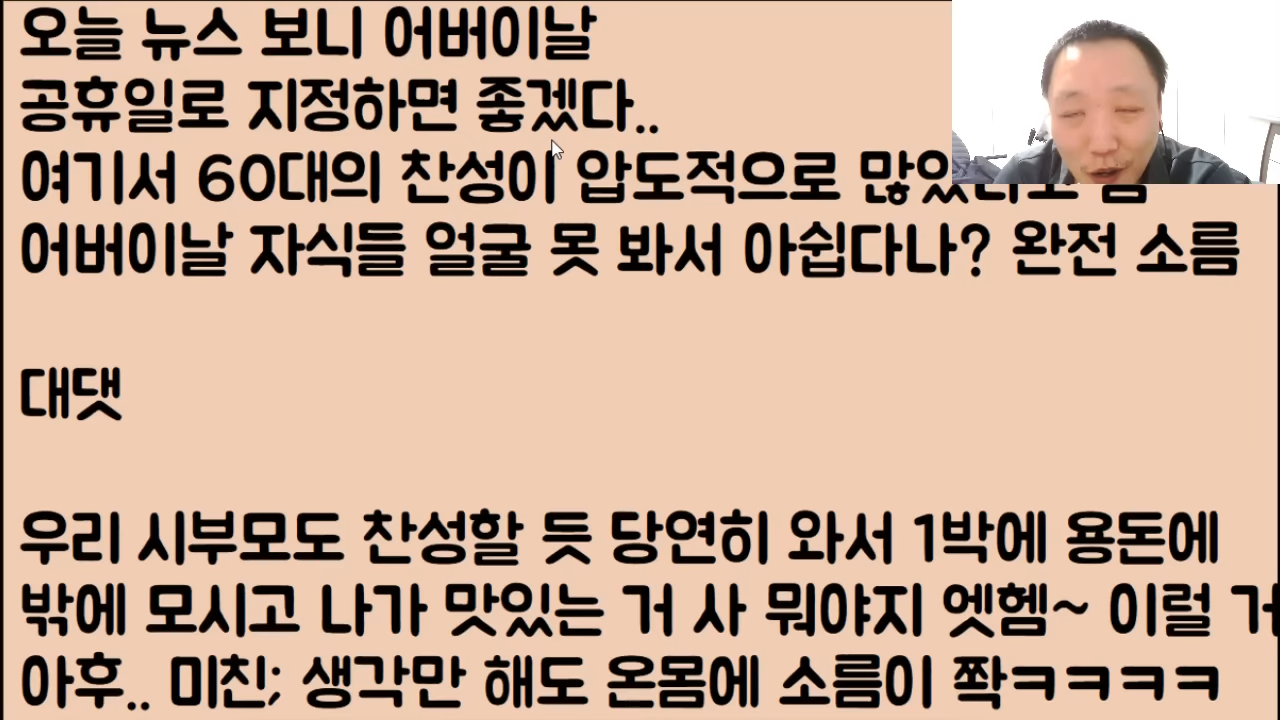 오늘 뉴스 보니 어버이날
공휴일로 지정하면 좋겠다..
여기서 60대의 찬성이 압도적으로
어버이날 자식들 얼굴 못 봐서 아쉽다나? 완전 소름
대댓
우리 시부모도 찬성할 듯 당연히 와서 1박에 용돈에
밖에 모시고 나가 맛있는 거 사 뭐야지 엣헴~ 이럴
아후.. 미친; 생각만 해도 온몸에 소름이 쫙ㅋㅋㅋㅋ